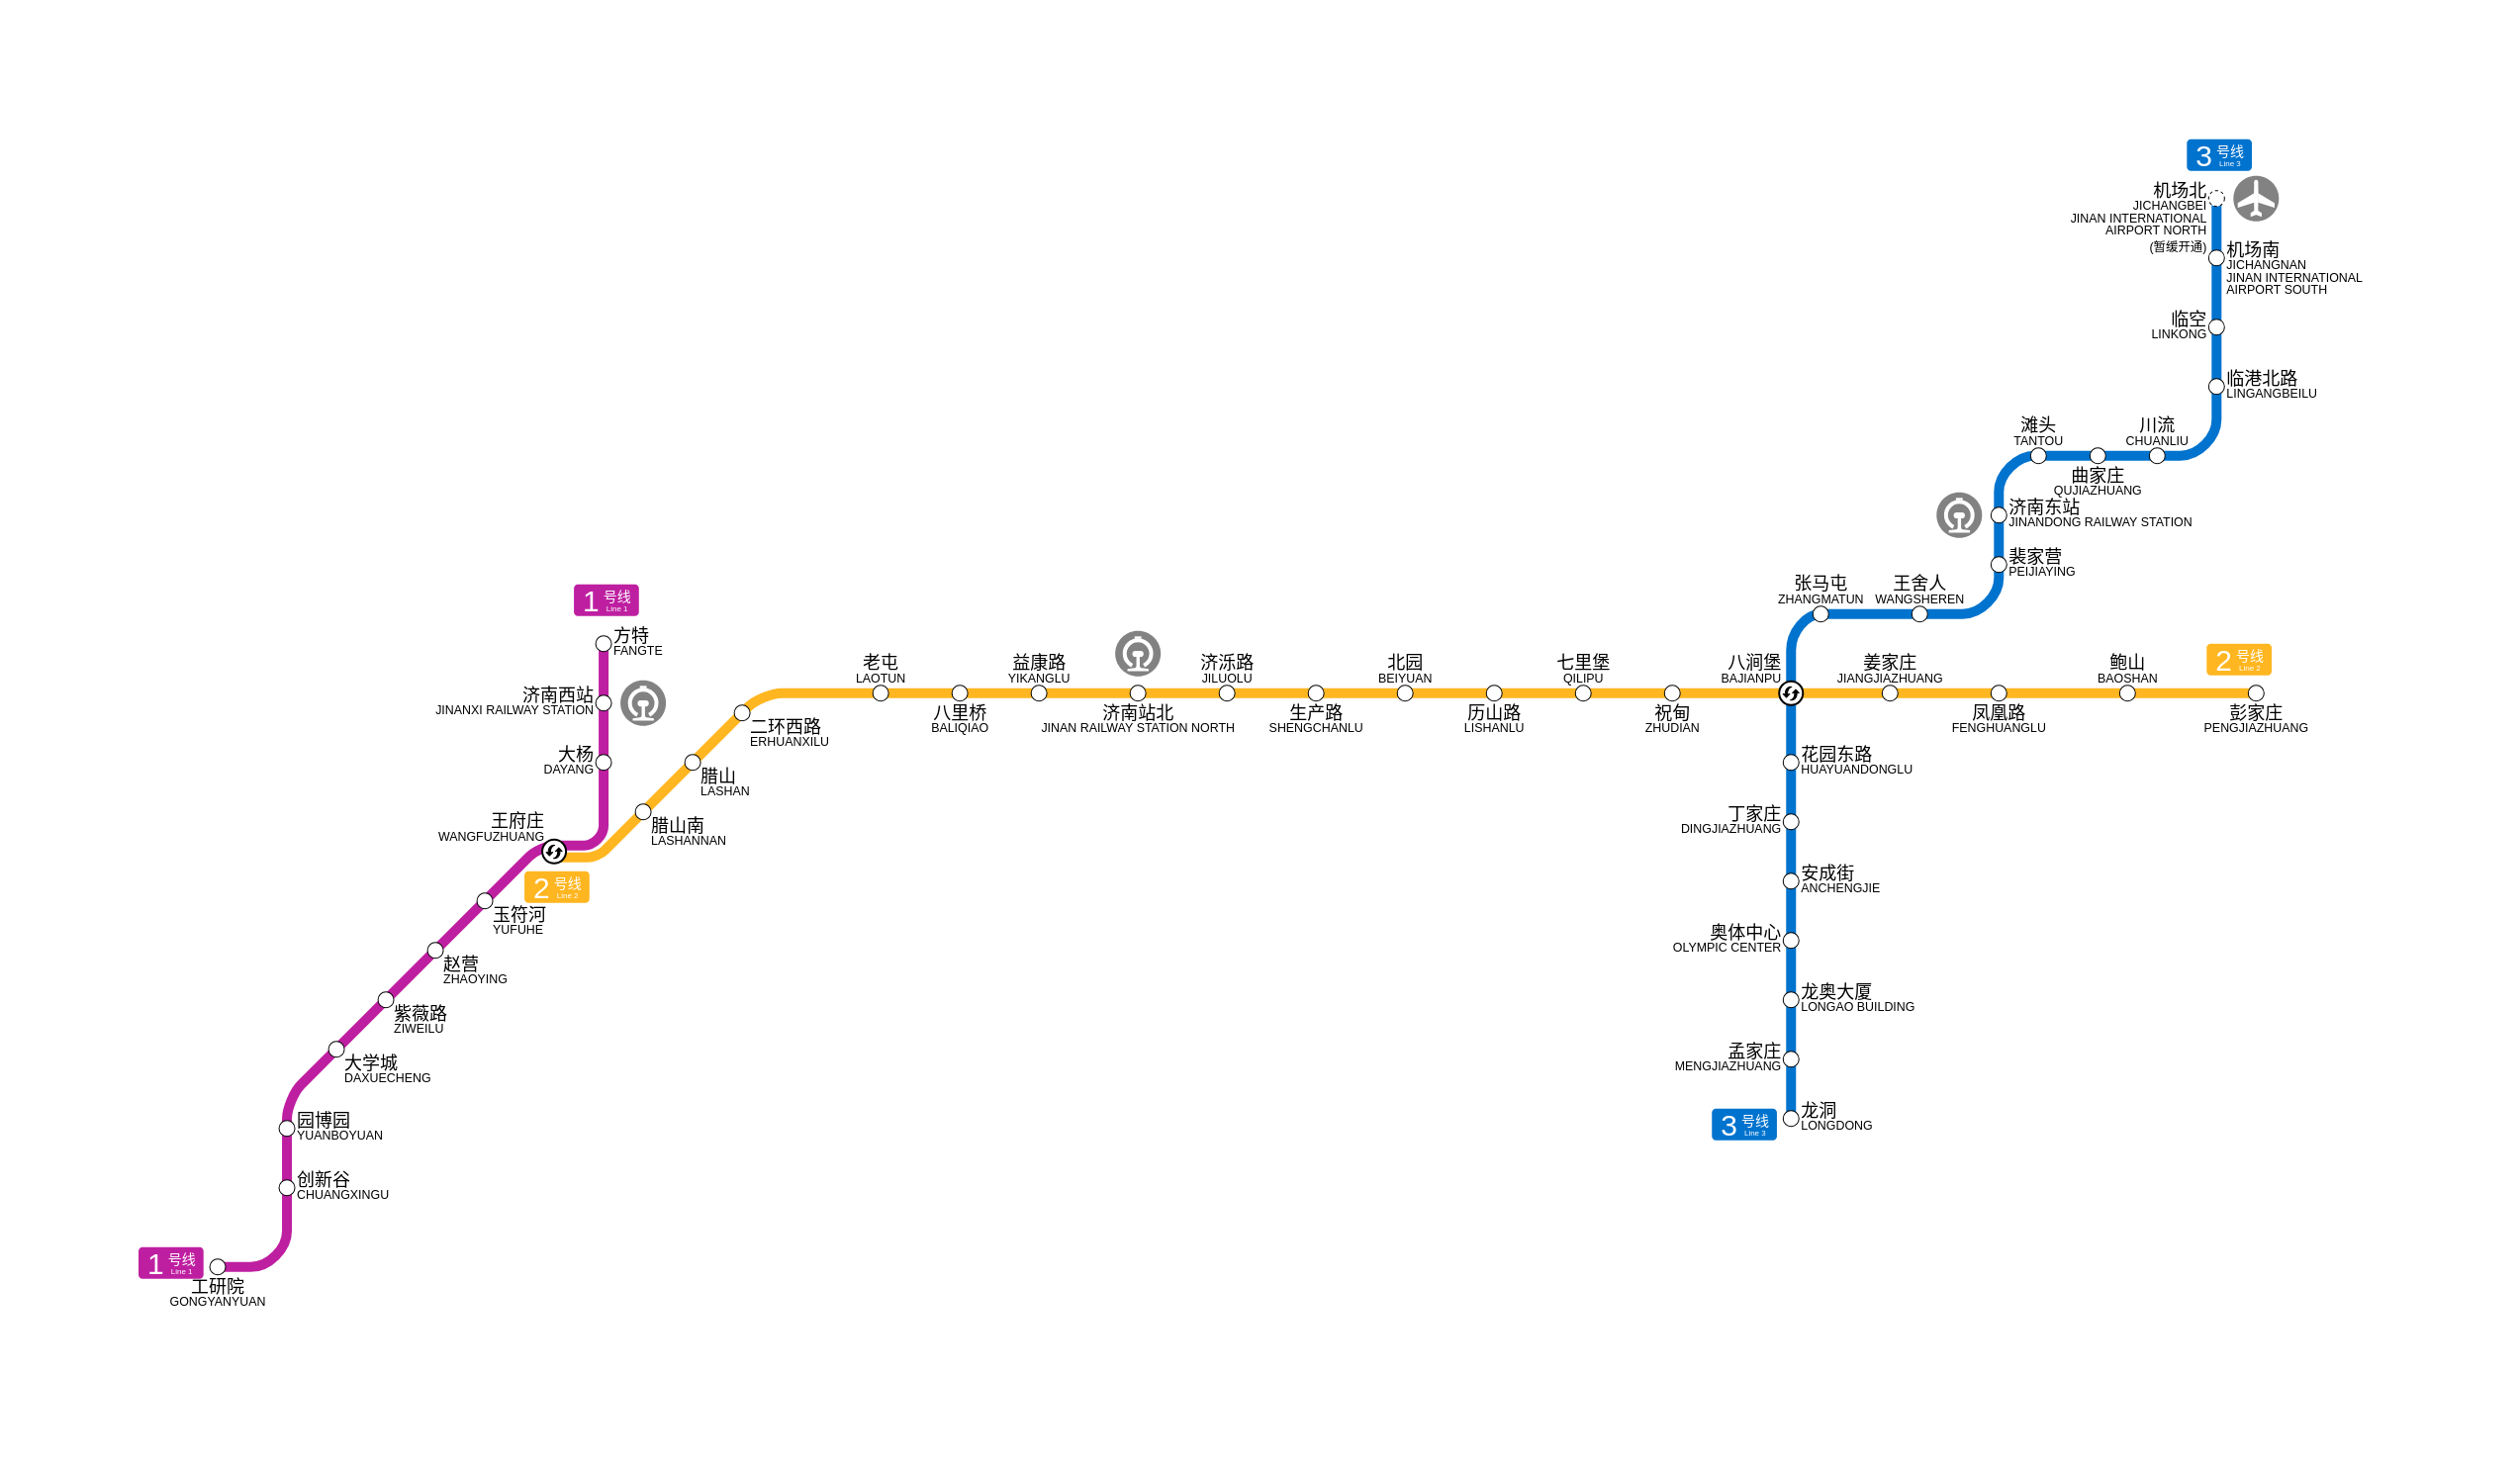 3 号线
Line 3
机场北
JICHANGBEI
JINAN INTERNATIONAL
AIRPORT NORTH
(暂缓开通)
机场南
JICHANGNAN
JINAN INTERNATIONAL
AIRPORT SOUTH
临空
LINKONG
临港北路
LINGANGBEILU
川流
CHUANLIU
曲家庄
QUJIAZHUANG
滩头
TANTOU
济南东站
JINANDONG RAILWAY STATION
裴家营
PEIJIAYING
王舍人
WANGSHEREN
张马屯
ZHANGMATUN
1 号线
Line 1
方特
FANGTE
济南西站
JINANXI RAILWAY STATION
大杨
DAYANG
王府庄
WANGFUZHUANG
2 号线
Line 2
腊山南
LASHANNAN
腊山
LASHAN
二环西路
ERHUANXILU
老屯
LAOTUN
八里桥
BALIQIAO
益康路
YIKANGLU
济南站北
JINAN RAILWAY STATION NORTH
济泺路
JILUOLU
生产路
SHENGCHANLU
北园
BEIYUAN
历山路
LISHANLU
七里堡
QILIPU
祝甸
ZHUDIAN
八涧堡
BAJIANPU
姜家庄
JIANGJIAZHUANG
凤凰路
FENGHUANGLU
鲍山
BAOSHAN
2 号线
Line 2
彭家庄
PENGJIAZHUANG
花园东路
HUAYUANDONGLU
丁家庄
DINGJIAZHUANG
安成街
ANCHENGJIE
奥体中心
OLYMPIC CENTER
龙奥大厦
LONGAO BUILDING
孟家庄
MENGJIAZHUANG
3 号线
Line 3
龙洞
LONGDONG
玉符河
YUFUHE
赵营
ZHAOYING
紫薇路
ZIWEILU
大学城
DAXUECHENG
园博园
YUANBOYUAN
创新谷
CHUANGXINGU
1 号线
Line 1
工研院
GONGYANYUAN